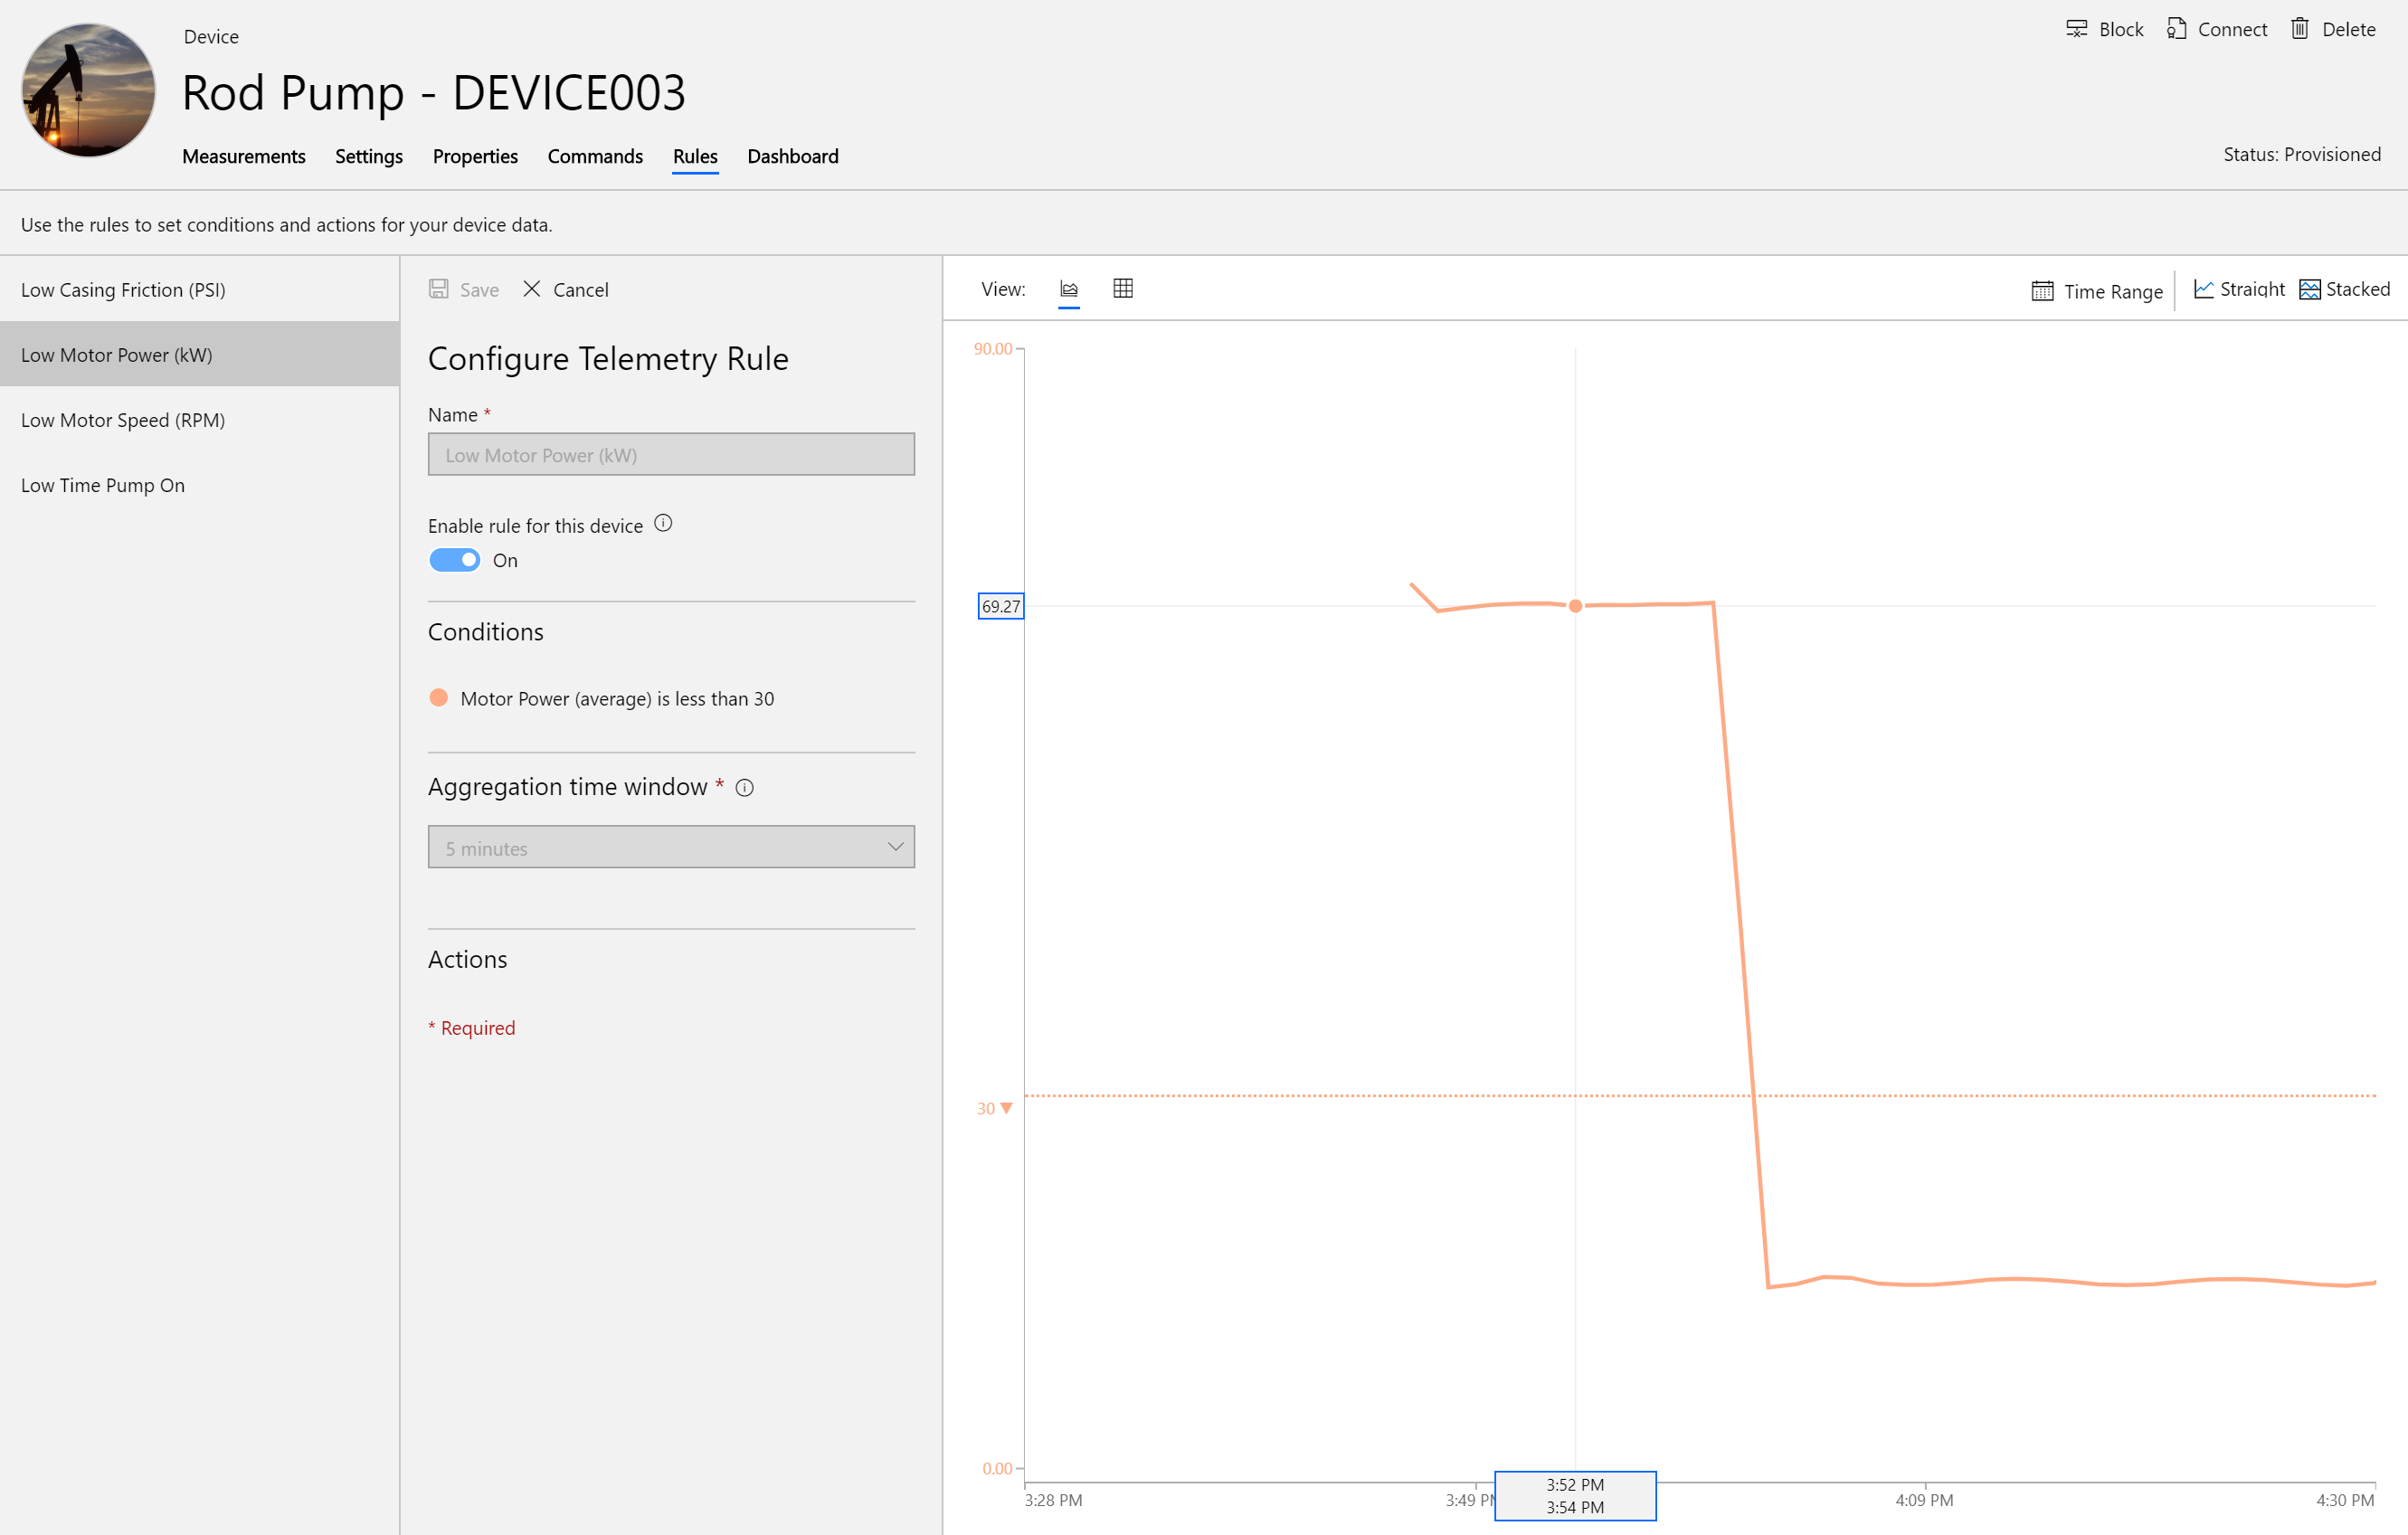 Device
Block Connect Delete
Rod Pump - DEVICE003
Measurements Settings Properties Commands Rules Dashboard
Status: Provisioned
Use the rules to set conditions and actions for your device data.
Low Casing Friction (PSI)
Low Motor Power (kW)
Low Motor Speed (RPM)
Low Time Pump On
Save Cancel
Configure Telemetry Rule
Name *
Low Motor Power (kW)
Enable rule for this device
On
Conditions
Motor Power (average) is less than 30
Aggregation time window *
5 minutes
Actions
* Required
View: Time Range Straight Stacked
90.00
69.27
30
0.00
3:28 PM 3:49 4:09 PM 4:30 PM
3:52 PM
3:54 PM